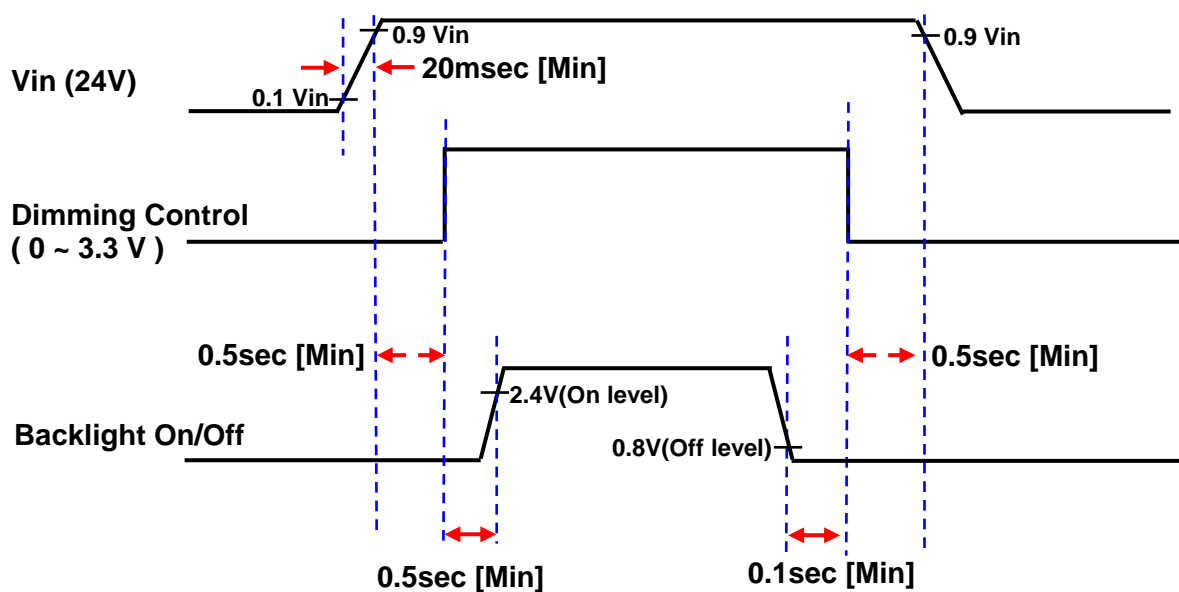 0.9 Vin
0.9 Vin
Vin (24V)
20msec [Min]
0.1 Vin
Dimming Control
( 0 ~ 3.3 V )
0.5sec [Min]
0.5sec [Min]
2.4V(On level)
Backlight On/Off
0.8V(Off level)
0.5sec [Min]
0.1sec [Min]